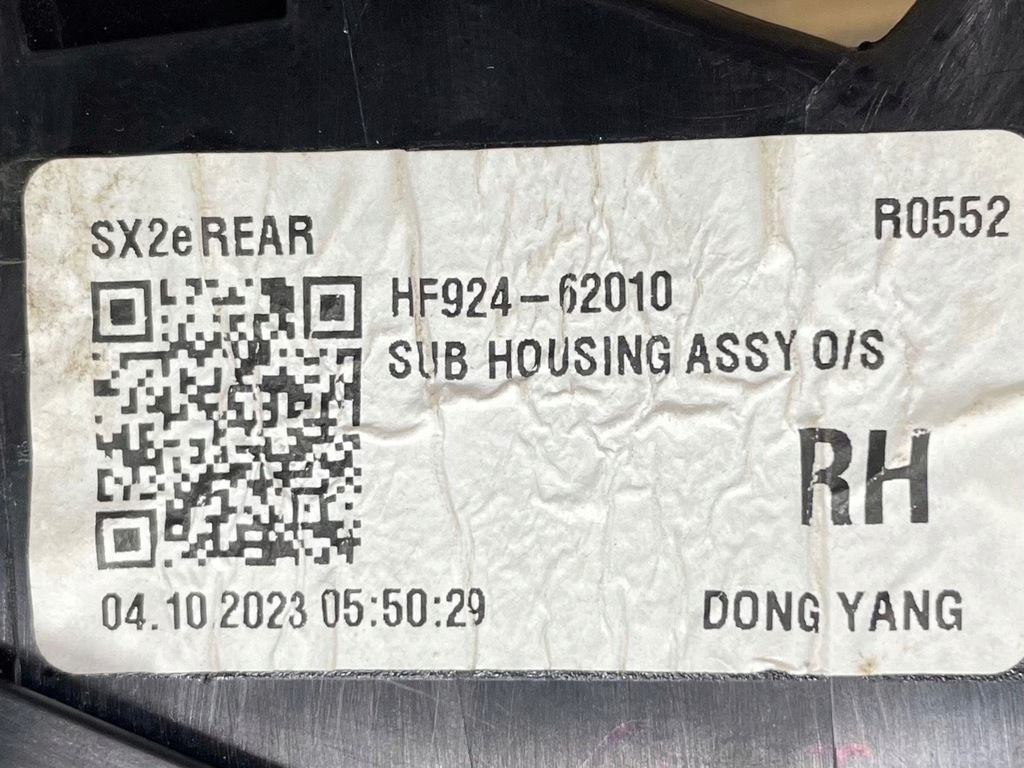 SX2e REAR
R0552
HF924-62010
SUB HOUSING ASSY O/S
RH
04.10.2023 05:50:29
DONG YANG